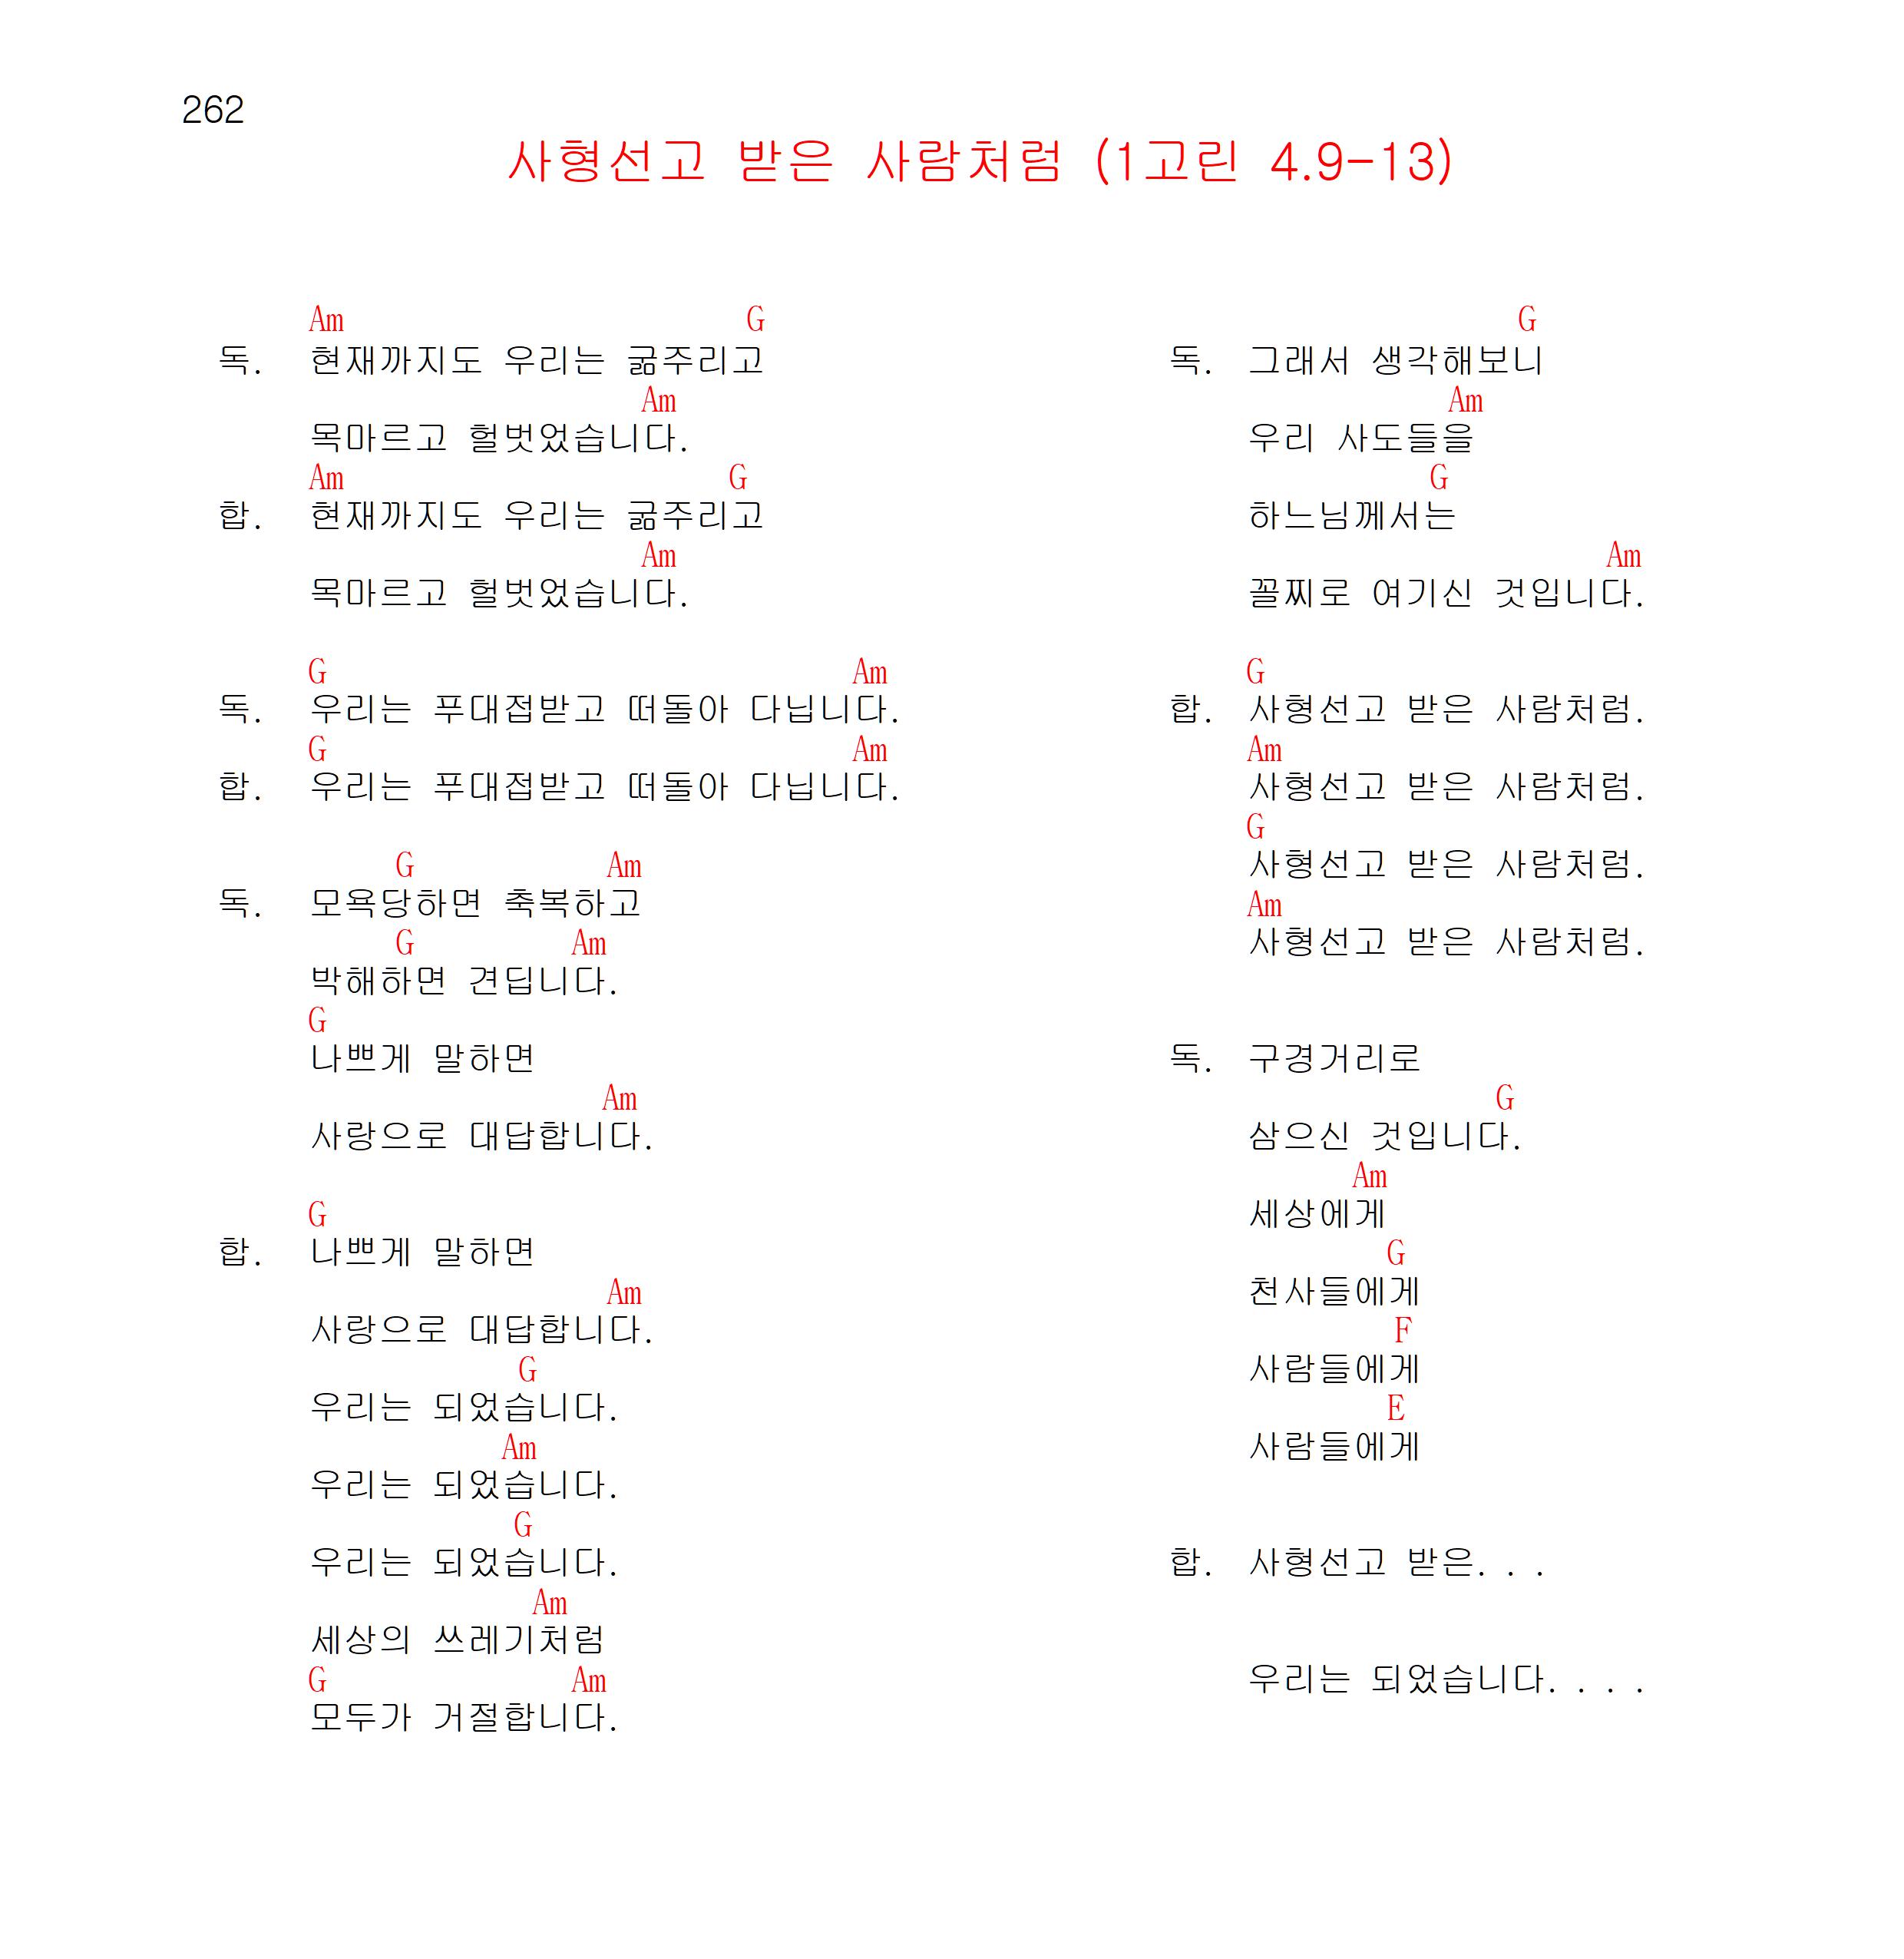 262
사형선고 받은 사람처럼 (1고린 4.9-13)
Am G
독. 현재까지도 우리는 굶주리고
Am
목마르고 헐벗었습니다.
Am G
합. 현재까지도 우리는 굶주리고
Am
목마르고 헐벗었습니다.
G Am
독. 우리는 푸대접받고 떠돌아 다닙니다.
G Am
합. 우리는 푸대접받고 떠돌아 다닙니다.
G Am
독. 모욕당하면 축복하고
G Am
박해하면 견딥니다.
G
나쁘게 말하면
Am
사랑으로 대답합니다.
G
합. 나쁘게 말하면
Am
사랑으로 대답합니다.
G
우리는 되었습니다.
Am
우리는 되었습니다.
G
우리는 되었습니다.
Am
세상의 쓰레기처럼
G Am
모두가 거절합니다.
G
독. 그래서 생각해보니
Am
우리 사도들을
G
하느님께서는
Am
꼴찌로 여기신 것입니다.
G
합. 사형선고 받은 사람처럼.
Am
사형선고 받은 사람처럼.
G
사형선고 받은 사람처럼.
Am
사형선고 받은 사람처럼.
독. 구경거리로
G
삼으신 것입니다.
Am
세상에게
G
천사들에게
F
사람들에게
E
사람들에게
합. 사형선고 받은. . .
우리는 되었습니다. . . .